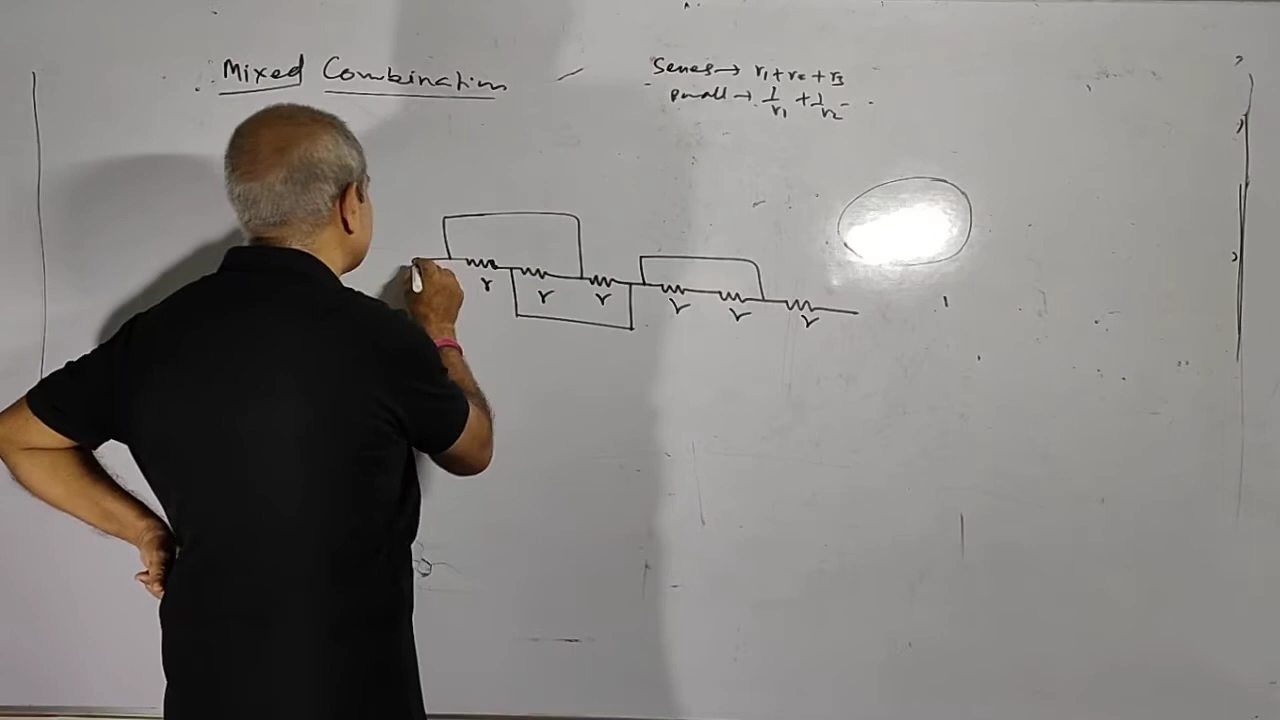 Mixed Combination
Series → r₁ + r₂ + r₃
Parall → 1/r₁ + 1/r₂ -
r r r r r r